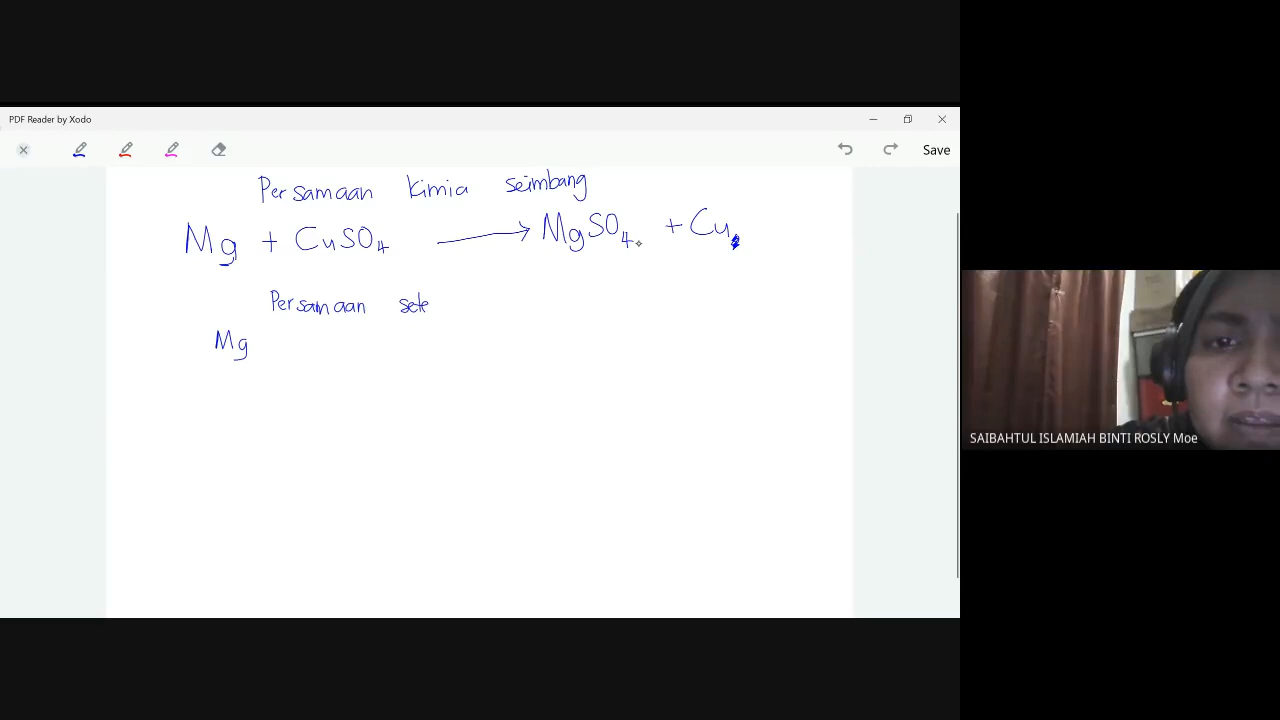 PDF Reader by Xodo
Save
Persamaan kimia seimbang
Mg + CuSO₄ → MgSO₄ + Cu
Persamaan sete
Mg
SAIBAHTUL ISLAMIAH BINTI ROSLY Moe